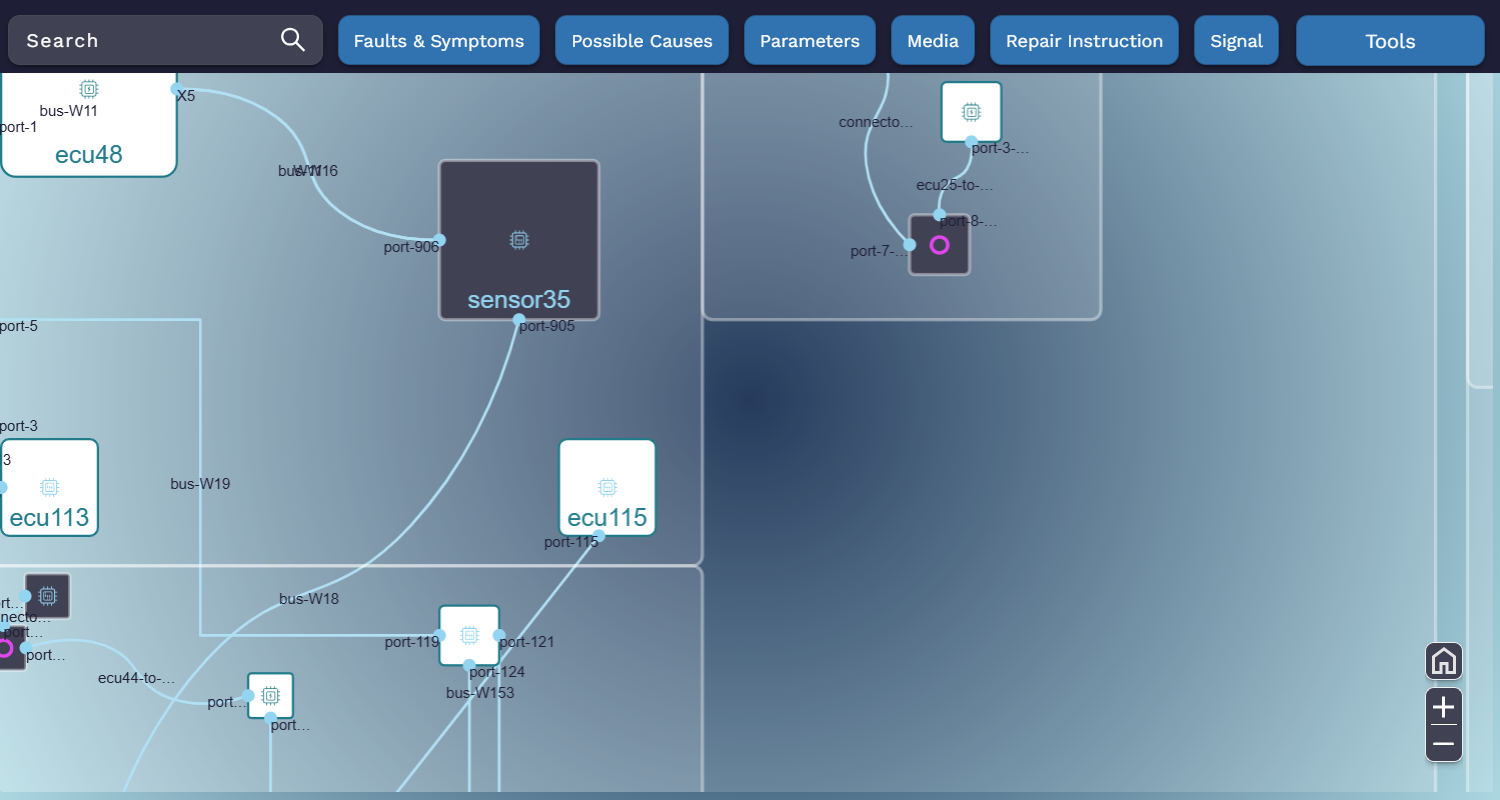 Search
Faults & Symptoms
Possible Causes
Parameters
Media
Repair Instruction
Signal
Tools
X5
bus-W11
port-1
ecu48
connecto...
port-3-...
bus-W16
ecu25-to-...
port-8-...
port-906
port-7-...
sensor35
port-5
port-905
port-3
3
bus-W19
ecu113
ecu115
port-115
bus-W18
rt...
necto...
port...
port...
port-119
port-121
port-124
ecu44-to-...
bus-W153
port...
port...